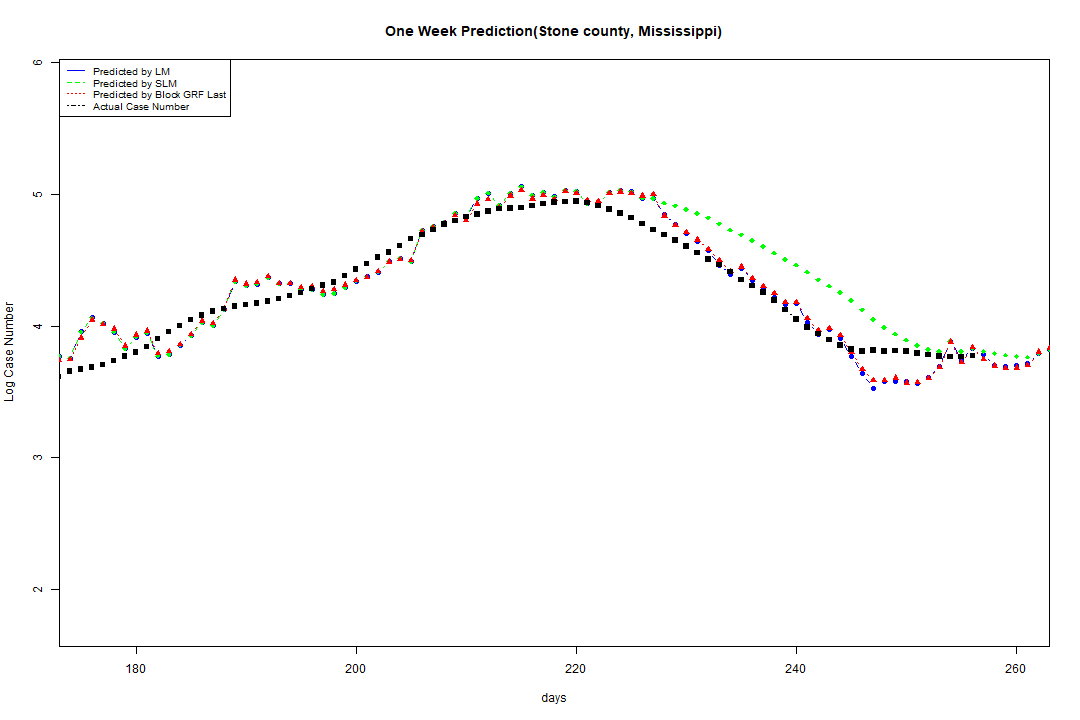 One Week Prediction(Stone county, Mississippi)
Predicted by LM
Predicted by SLM
Predicted by Block GRF Last
Actual Case Number
6
5
4
3
2
Log Case Number
180 200 220 240 260
days